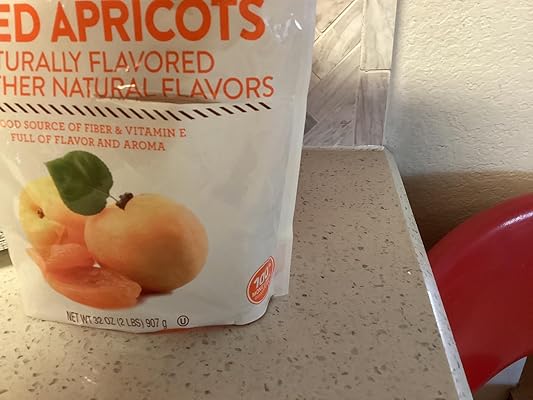 ED APRICOTS
TURALLY FLAVORED
THER NATURAL FLAVORS
OOD SOURCE OF FIBER & VITAMIN E
FULL OF FLAVOR AND AROMA
NET WT. 32 OZ (2 LBS) 907 g U